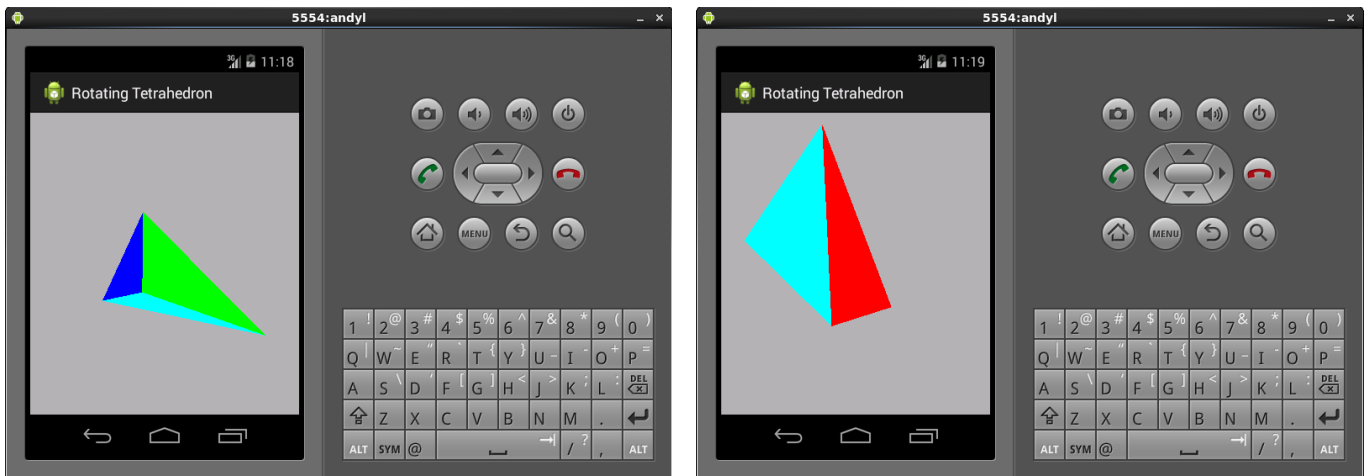 5554:andyl
3G 11:18
Rotating Tetrahedron
MENU
1 ! 2 @ 3 # 4 $ 5 % 6 ^ 7 & 8 * 9 ( 0 )
Q | W ~ E " R ` T { Y } U _ I - O + P =
A S \ D ' F [ G ] H < J > K ; L : DEL
Z X C V B N M .
ALT SYM @ / ? , ALT
5554:andyl
3G 11:19
Rotating Tetrahedron
MENU
1 ! 2 @ 3 # 4 $ 5 % 6 ^ 7 & 8 * 9 ( 0 )
Q | W ~ E " R ` T { Y } U _ I - O + P =
A S \ D ' F [ G ] H < J > K ; L : DEL
Z X C V B N M .
ALT SYM @ / ? , ALT